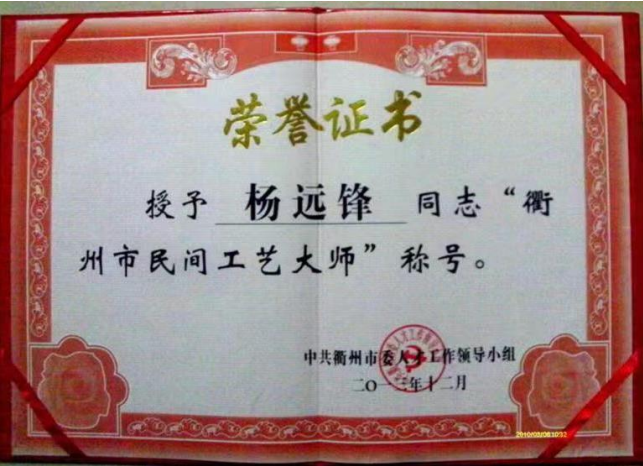 荣誉证书
授予 杨远锋 同志“衢
州市民间工艺大师”称号。
中共衢州市委人才工作领导小组
二〇一三年十二月